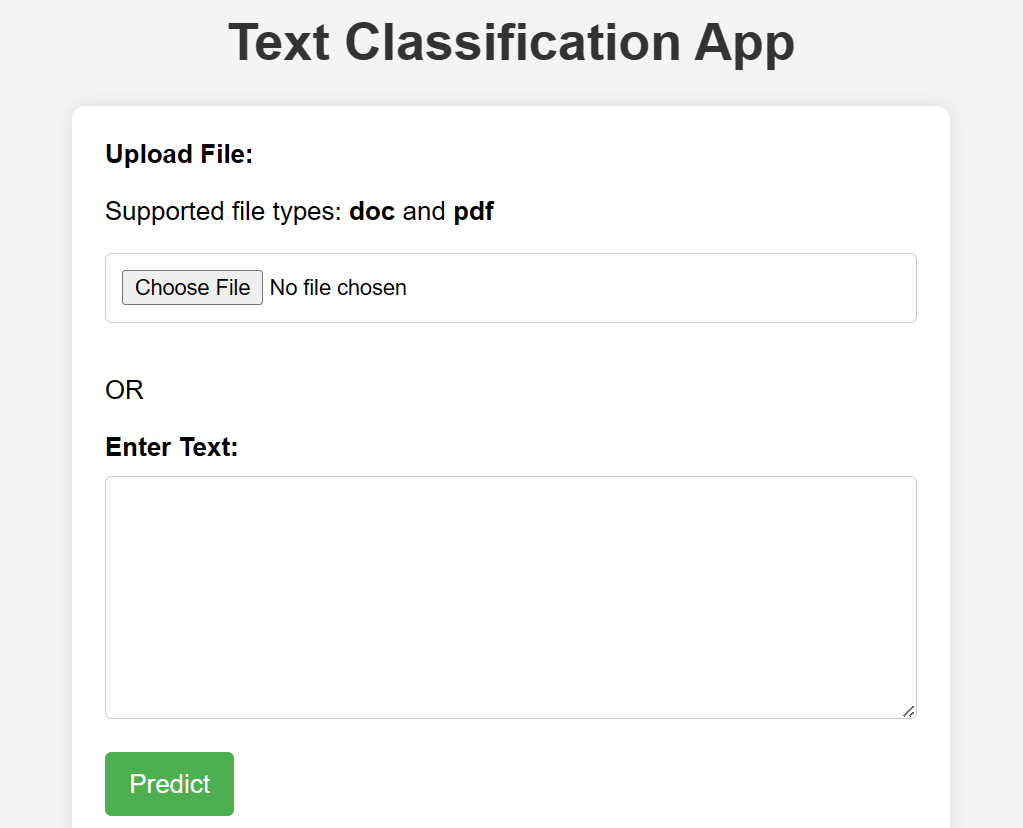 Text Classification App
Upload File:
Supported file types: doc and pdf
Choose File No file chosen
OR
Enter Text:
Predict